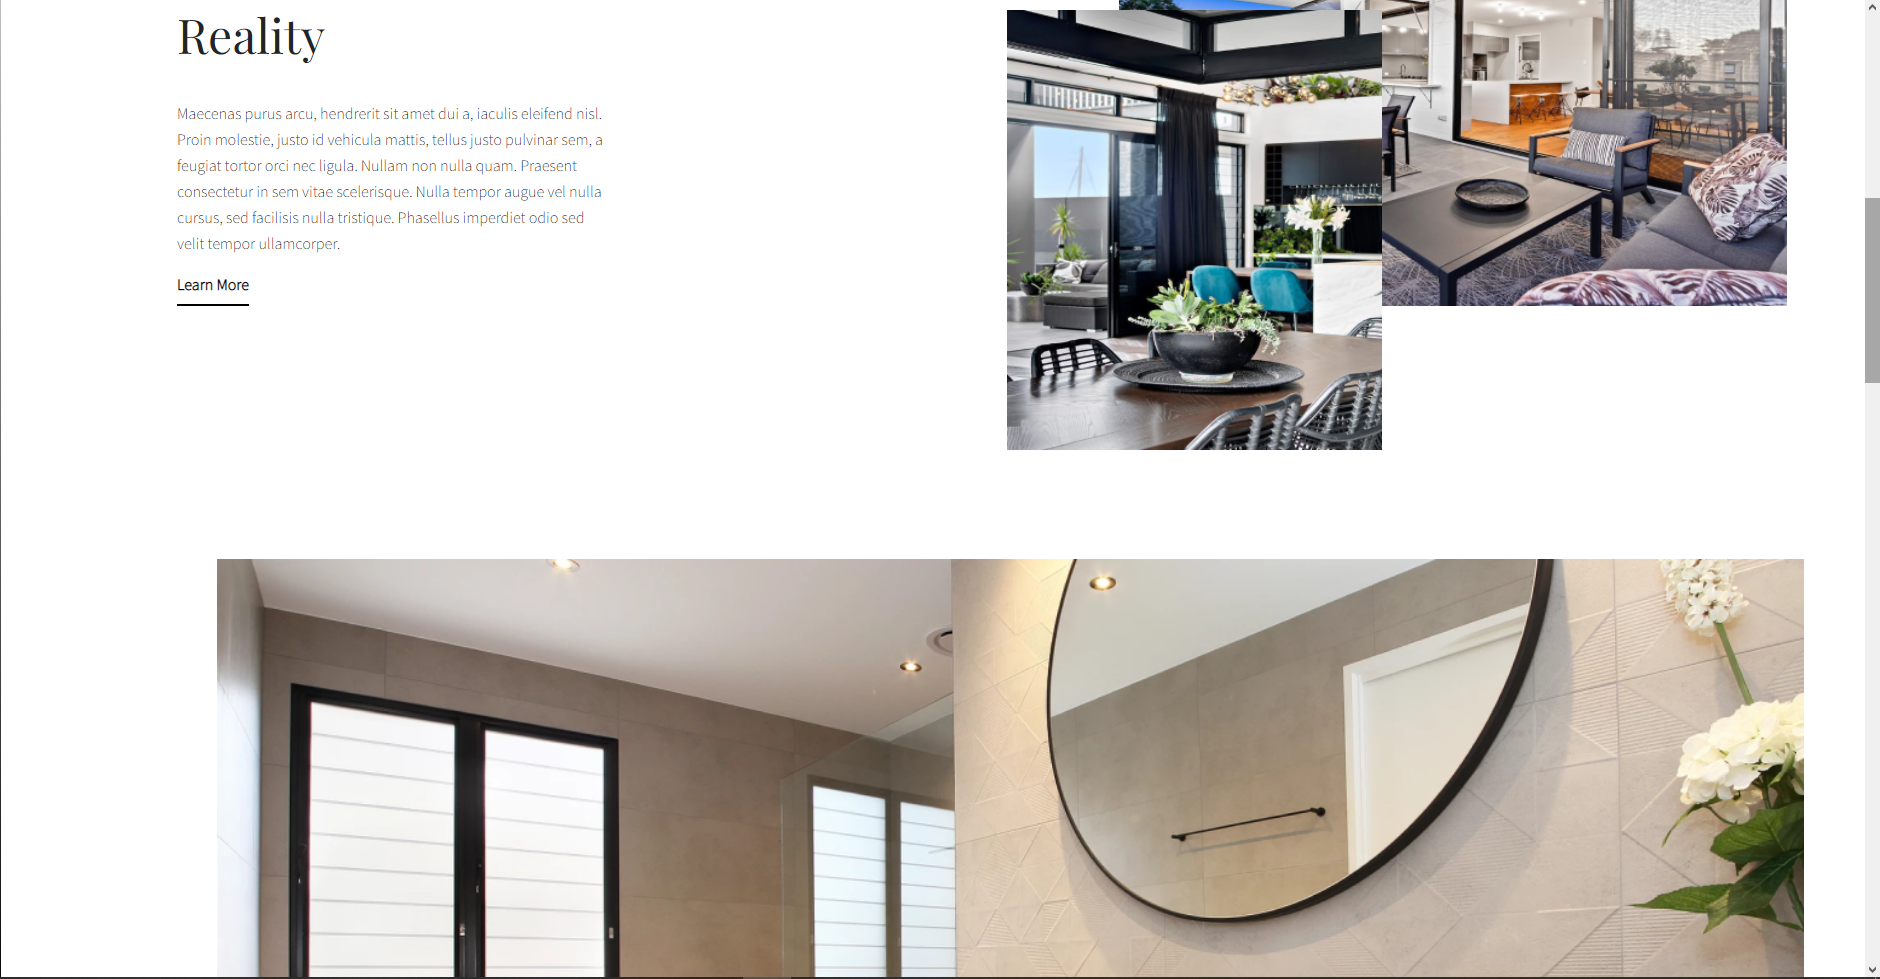 Reality
Maecenas purus arcu, hendrerit sit amet dui a, iaculis eleifend nisl.
Proin molestie, justo id vehicula mattis, tellus justo pulvinar sem, a
feugiat tortor orci nec ligula. Nullam non nulla quam. Praesent
consectetur in sem vitae scelerisque. Nulla tempor augue vel nulla
cursus, sed facilisis nulla tristique. Phasellus imperdiet odio sed
velit tempor ullamcorper.
Learn More